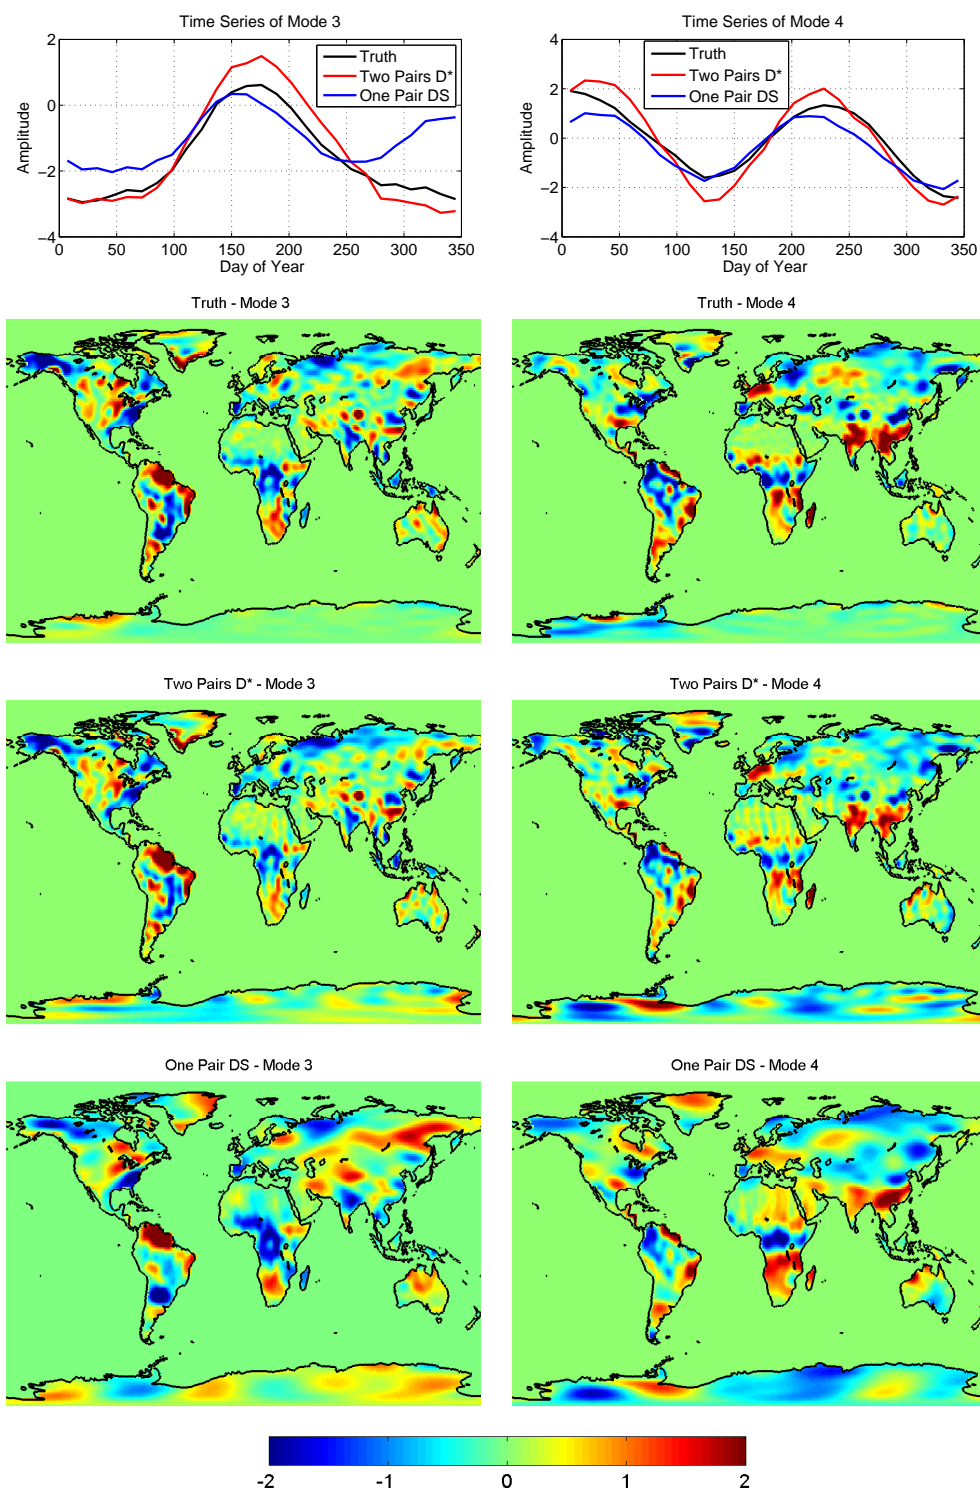 Time Series of Mode 3
2
0
−2
−4
Amplitude
0
50
100
150
200
250
300
350
Day of Year
Truth
Two Pairs D*
One Pair DS
Time Series of Mode 4
4
2
0
−2
−4
Amplitude
0
50
100
150
200
250
300
350
Day of Year
Truth
Two Pairs D*
One Pair DS
Truth - Mode 3
Truth - Mode 4
Two Pairs D* - Mode 3
Two Pairs D* - Mode 4
One Pair DS - Mode 3
One Pair DS - Mode 4
-2
-1
0
1
2